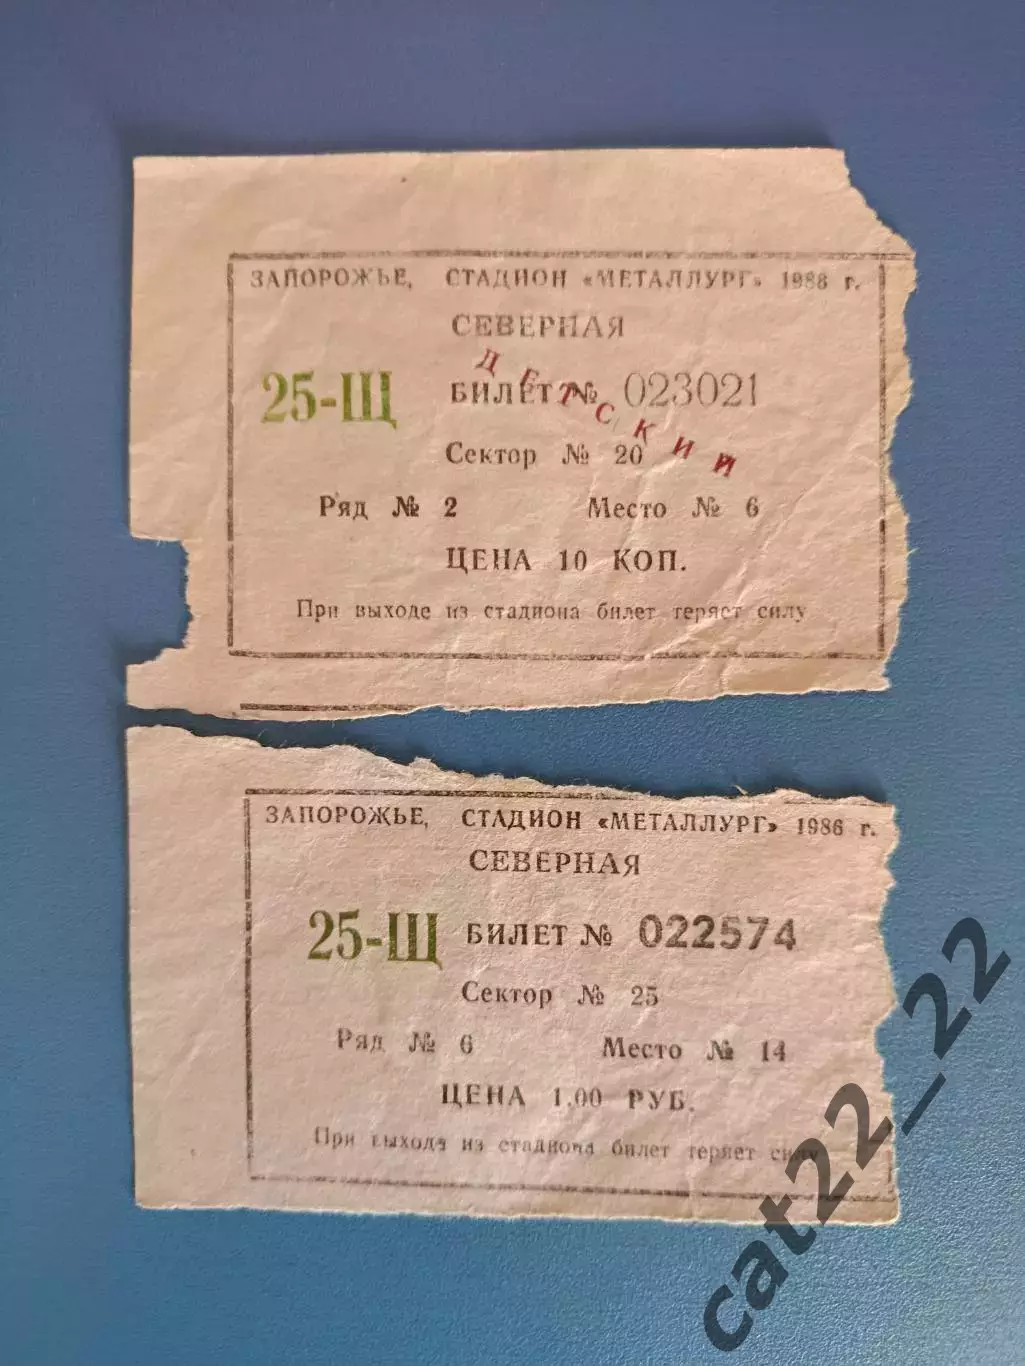 ЗАПОРОЖЬЕ, СТАДИОН «МЕТАЛЛУРГ» 1986 г.
СЕВЕРНАЯ
25-Щ БИЛЕТ № 023021
ДЕТСКИЙ
Сектор № 20
Ряд № 2 Место № 6
ЦЕНА 10 КОП.
При выходе из стадиона билет теряет силу
ЗАПОРОЖЬЕ, СТАДИОН «МЕТАЛЛУРГ» 1986 г.
СЕВЕРНАЯ
25-Щ БИЛЕТ № 022574
Сектор № 25
Ряд № 6 Место № 14
ЦЕНА 1.00 РУБ.
При выходе из стадиона билет теряет силу
cat22_22